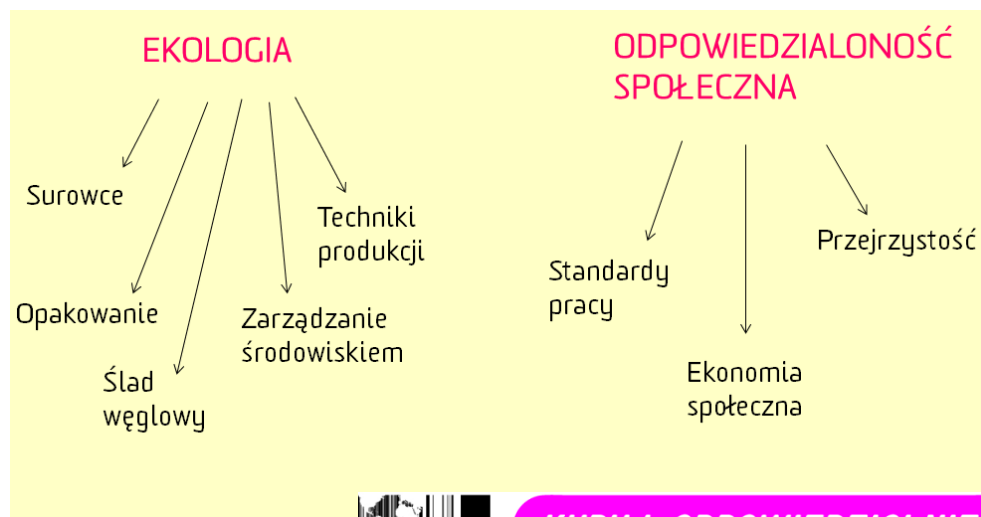 EKOLOGIA
Surowce
Opakowanie
Ślad
węglowy
Zarządzanie
środowiskiem
Techniki
produkcji
ODPOWIEDZIALONOŚĆ
SPOŁECZNA
Standardy
pracy
Ekonomia
społeczna
Przejrzystość